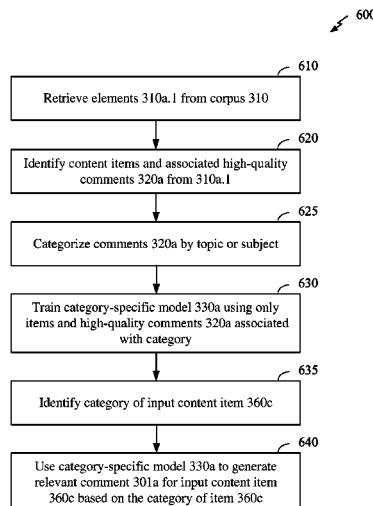 600
610
Retrieve elements 310a.1 from corpus 310
620
Identify content items and associated high-quality
comments 320a from 310a.1
625
Categorize comments 320a by topic or subject
630
Train category-specific model 330a using only
items and high-quality comments 320a associated
with category
635
Identify category of input content item 360c
640
Use category-specific model 330a to generate
relevant comment 301a for input content item
360c based on the category of item 360c